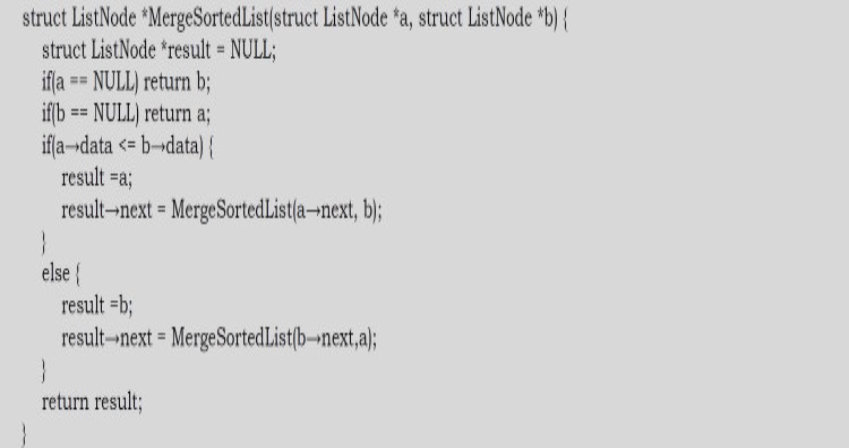 struct ListNode *MergeSortedList(struct ListNode *a, struct ListNode *b) {
struct ListNode *result = NULL;
if(a == NULL) return b;
if(b == NULL) return a;
if(a→data <= b→data) {
result =a;
result→next = MergeSortedList(a→next, b);
}
else {
result =b;
result→next = MergeSortedList(b→next,a);
}
return result;
}